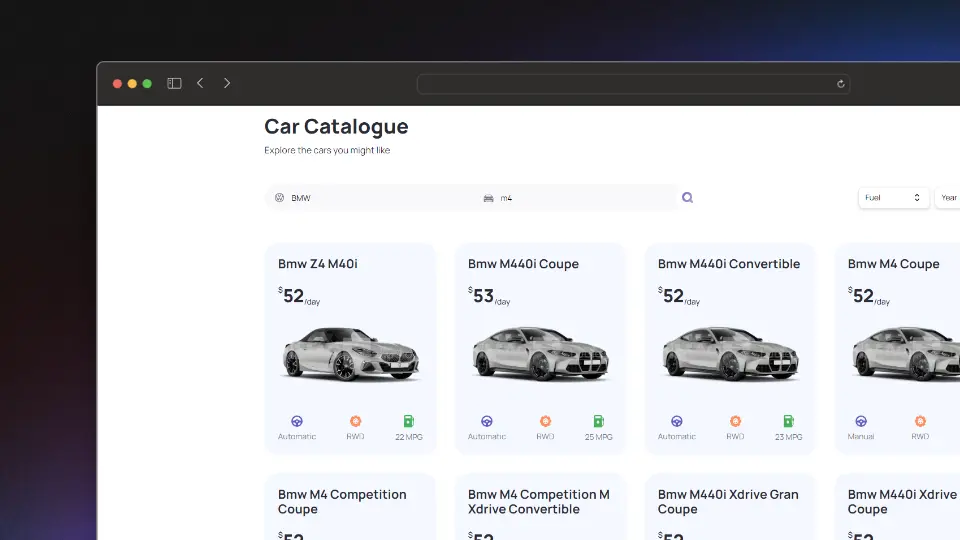 Car Catalogue
Explore the cars you might like
BMW
m4
Fuel
Year
Bmw Z4 M40i
$52/day
Automatic
RWD
22 MPG
Bmw M440i Coupe
$53/day
Automatic
RWD
25 MPG
Bmw M440i Convertible
$52/day
Automatic
RWD
23 MPG
Bmw M4 Coupe
$52/day
Manual
RWD
Bmw M4 Competition
Coupe
$52
Bmw M4 Competition M
Xdrive Convertible
$52
Bmw M440i Xdrive Gran
Coupe
$52
Bmw M440i Xdrive
Coupe
$52